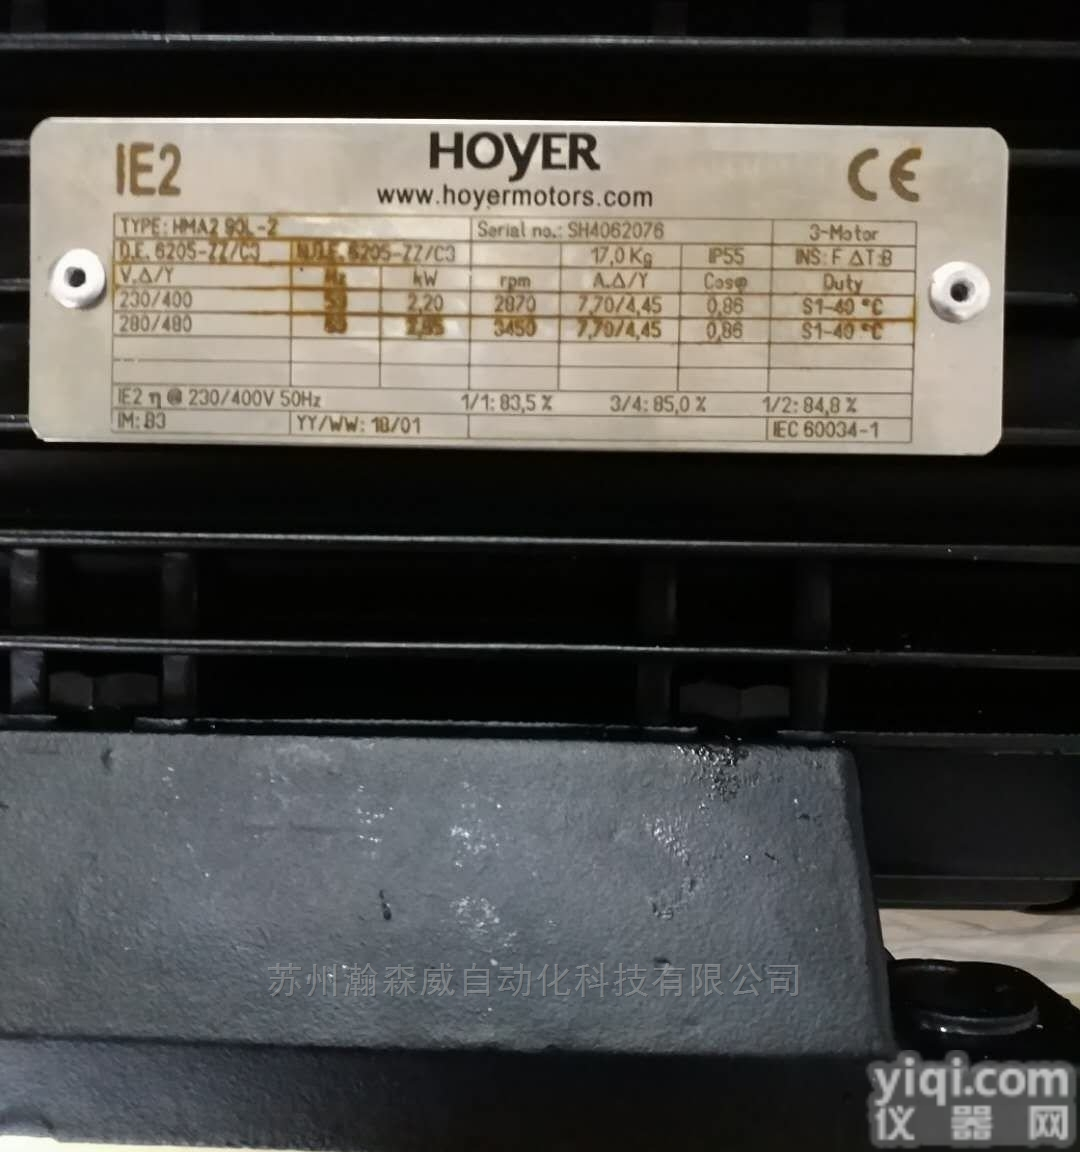 IE2 HOYER CE
www.hoyermotors.com
TYPE: HMA2 90L-2 Serial no.: SH4062076 3-Motor
D.E. 6205-ZZ/C3 N.D.E. 6205-ZZ/C3 17,0 Kg IP55 INS: F ΔT:B
V.Δ/Y Hz kW rpm A.Δ/Y Cosφ Duty
230/400 2,20 2870 7,70/4,45 0,86 S1-40 °C
280/480 3450 7,70/4,45 0,86 S1-40 °C
IE2 η @ 230/400V 50Hz 1/1: 83,5 % 3/4: 85,0 % 1/2: 84,8 %
IM: B3 YY/WW: 18/01 IEC 60034-1
苏州瀚森威自动化科技有限公司
yiqi.com
仪器网